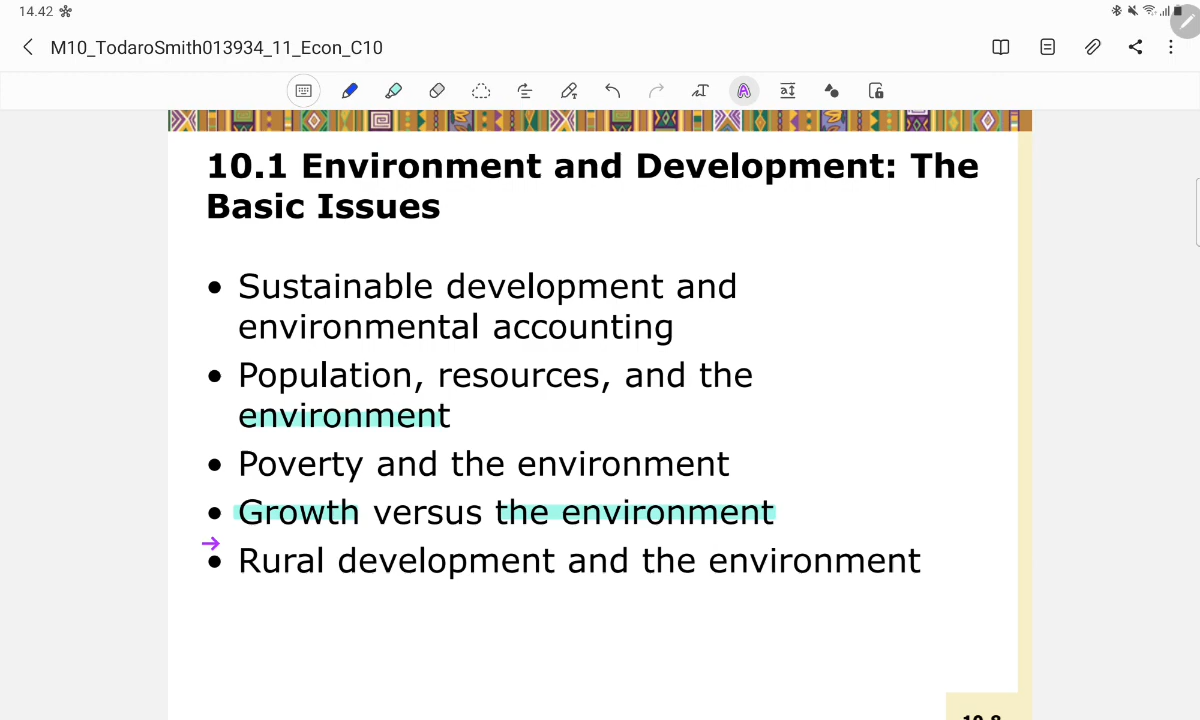 14.42
M10_TodaroSmith013934_11_Econ_C10
10.1 Environment and Development: The
Basic Issues
• Sustainable development and
environmental accounting
• Population, resources, and the
environment
• Poverty and the environment
• Growth versus the environment
→
• Rural development and the environment